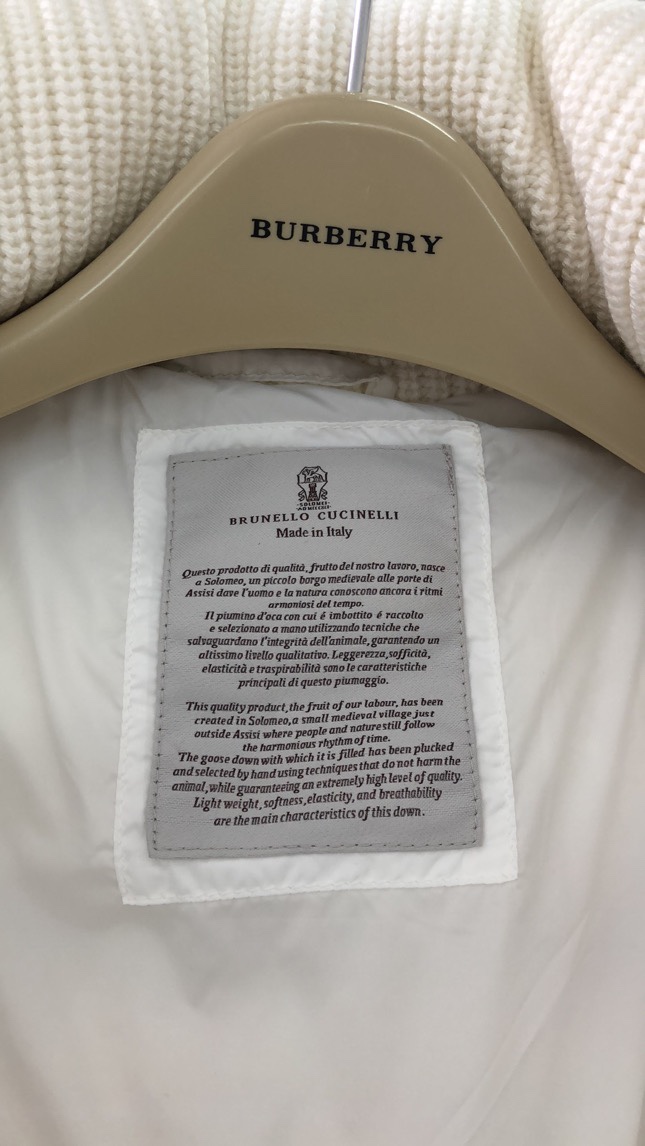 BURBERRY
SOLOMEI
BRUNELLO CUCINELLI
Made in Italy
Questo prodotto di qualità, frutto del nostro lavoro, nasce
a Solomeo, un piccolo borgo medievale alle porte di
Assisi dave l'uomo e la natura conoscono ancora i ritmi
armoniosi del tempo.
Il piumino d'oca con cui é imbottito é raccolto
e selezionato a mano utilizzando tecniche che
salvaguardano l'integrità dell'animale, garantendo un
altissimo livello qualitativo. Leggerezza, sofficità,
elasticità e traspirabilità sono le caratteristiche
principali di questo piumaggio.
This quality product, the fruit of our labour, has been
created in Solomeo, a small medieval village just
outside Assisi where people and nature still follow
the harmonious rhythm of time.
The goose down with which it is filled has been plucked
and selected by hand using techniques that do not harm the
animal, while guaranteeing an extremely high level of quality.
Light weight, softness, elasticity, and breathability
are the main characteristics of this down.